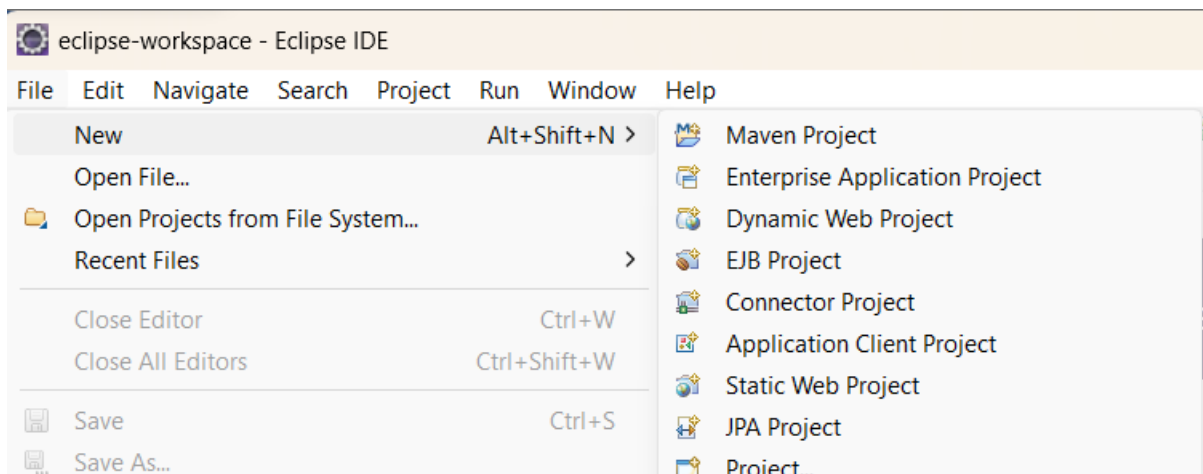 eclipse-workspace - Eclipse IDE
File Edit Navigate Search Project Run Window Help
New Alt+Shift+N >
Open File...
Open Projects from File System...
Recent Files >
Close Editor Ctrl+W
Close All Editors Ctrl+Shift+W
Save Ctrl+S
Save As...
Maven Project
Enterprise Application Project
Dynamic Web Project
EJB Project
Connector Project
Application Client Project
Static Web Project
JPA Project
Project...